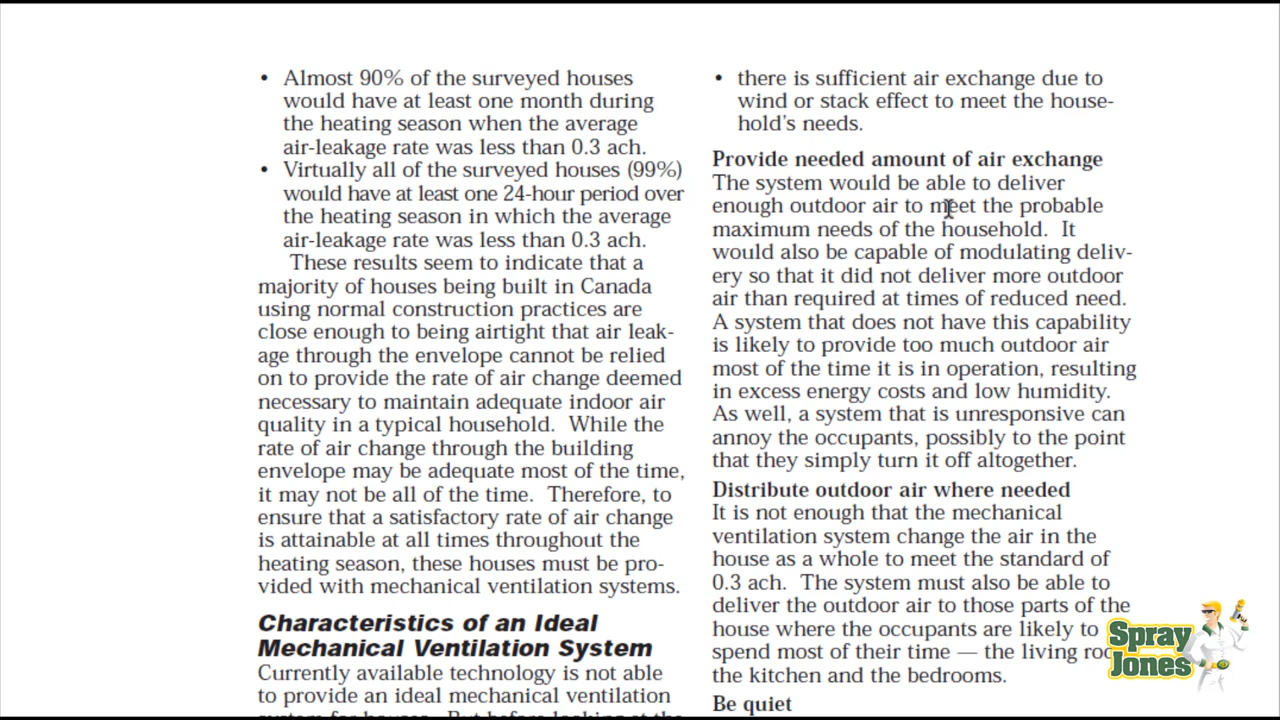 • Almost 90% of the surveyed houses
would have at least one month during
the heating season when the average
air-leakage rate was less than 0.3 ach.
• Virtually all of the surveyed houses (99%)
would have at least one 24-hour period over
the heating season in which the average
air-leakage rate was less than 0.3 ach.
These results seem to indicate that a
majority of houses being built in Canada
using normal construction practices are
close enough to being airtight that air leak-
age through the envelope cannot be relied
on to provide the rate of air change deemed
necessary to maintain adequate indoor air
quality in a typical household. While the
rate of air change through the building
envelope may be adequate most of the time,
it may not be all of the time. Therefore, to
ensure that a satisfactory rate of air change
is attainable at all times throughout the
heating season, these houses must be pro-
vided with mechanical ventilation systems.
Characteristics of an Ideal
Mechanical Ventilation System
Currently available technology is not able
to provide an ideal mechanical ventilation
• there is sufficient air exchange due to
wind or stack effect to meet the house-
hold's needs.
Provide needed amount of air exchange
The system would be able to deliver
enough outdoor air to meet the probable
maximum needs of the household. It
would also be capable of modulating deliv-
ery so that it did not deliver more outdoor
air than required at times of reduced need.
A system that does not have this capability
is likely to provide too much outdoor air
most of the time it is in operation, resulting
in excess energy costs and low humidity.
As well, a system that is unresponsive can
annoy the occupants, possibly to the point
that they simply turn it off altogether.
Distribute outdoor air where needed
It is not enough that the mechanical
ventilation system change the air in the
house as a whole to meet the standard of
0.3 ach. The system must also be able to
deliver the outdoor air to those parts of the
house where the occupants are likely to
spend most of their time — the living
the kitchen and the bedrooms.
Be quiet
Spray
Jones